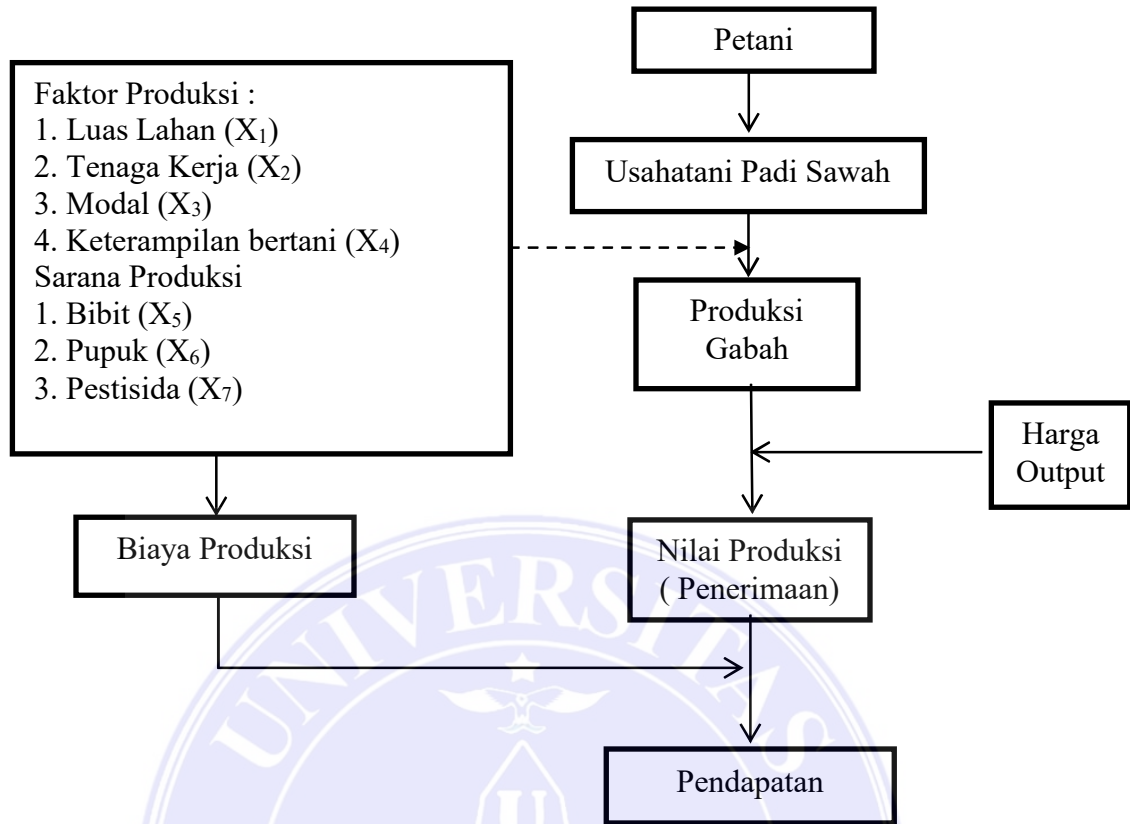 Petani
Faktor Produksi :
1. Luas Lahan (X₁)
2. Tenaga Kerja (X₂)
3. Modal (X₃)
4. Keterampilan bertani (X₄)
Sarana Produksi
1. Bibit (X₅)
2. Pupuk (X₆)
3. Pestisida (X₇)
Usahatani Padi Sawah
Produksi
Gabah
Harga
Output
Biaya Produksi
Nilai Produksi
( Penerimaan)
Pendapatan
UNIVERSITAS
U